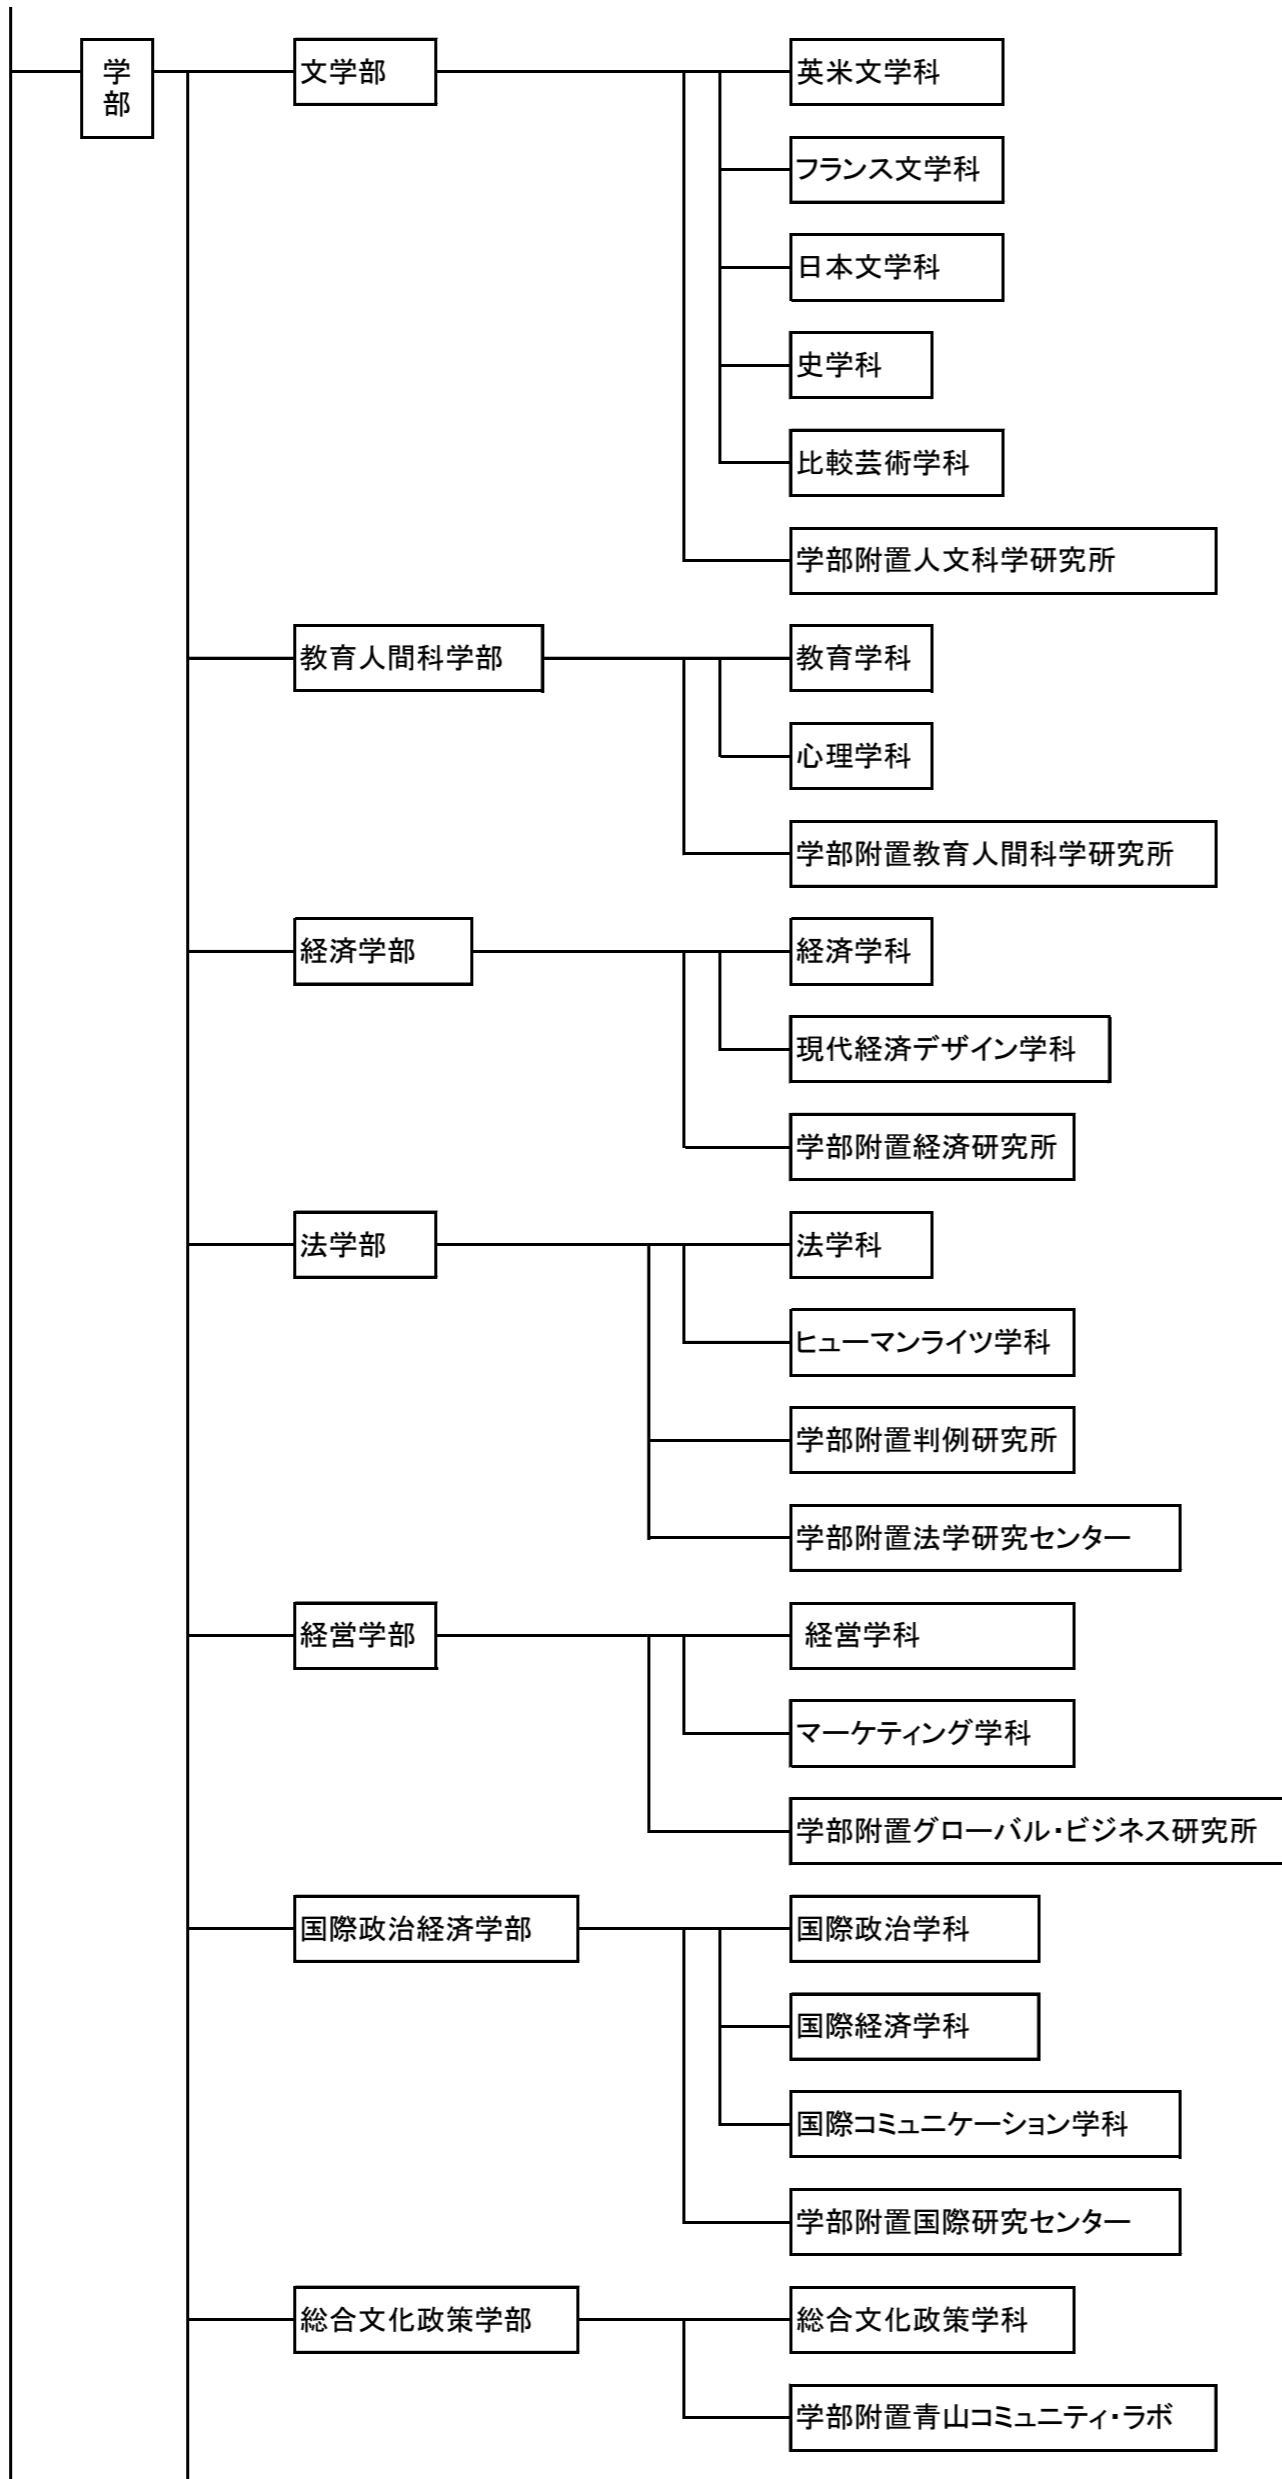 学
部
文学部
英米文学科
フランス文学科
日本文学科
史学科
比較芸術学科
学部附置人文科学研究所
教育人間科学部
教育学科
心理学科
学部附置教育人間科学研究所
経済学部
経済学科
現代経済デザイン学科
学部附置経済研究所
法学部
法学科
ヒューマンライツ学科
学部附置判例研究所
学部附置法学研究センター
経営学部
経営学科
マーケティング学科
学部附置グローバル・ビジネス研究所
国際政治経済学部
国際政治学科
国際経済学科
国際コミュニケーション学科
学部附置国際研究センター
総合文化政策学部
総合文化政策学科
学部附置青山コミュニティ・ラボ